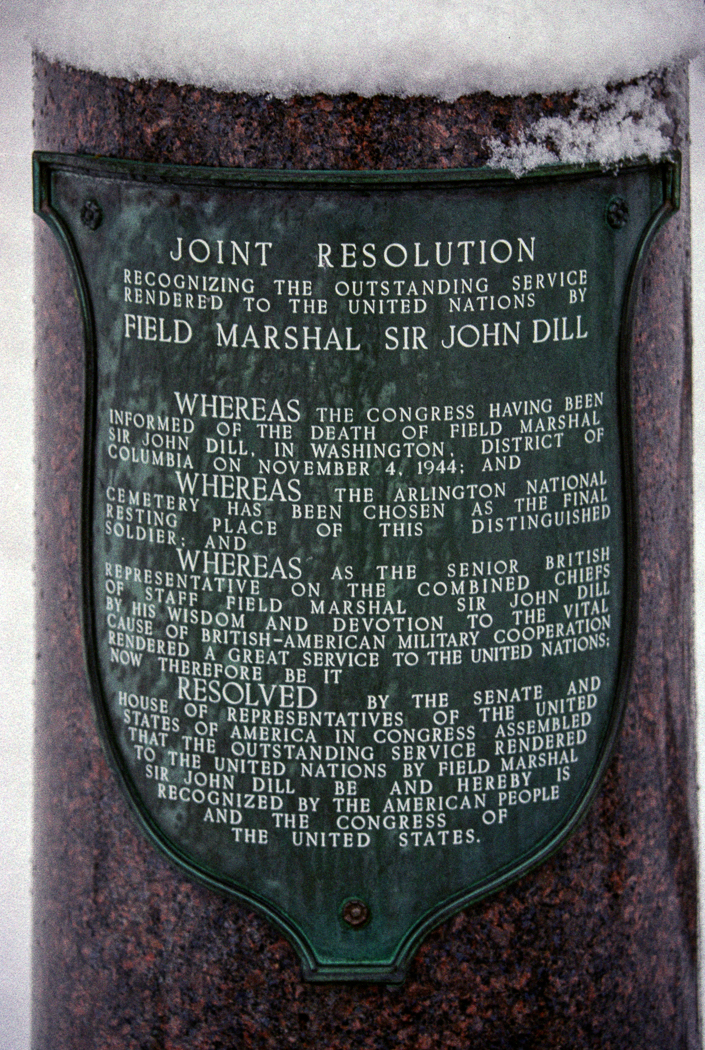 JOINT RESOLUTION
RECOGNIZING THE OUTSTANDING SERVICE
RENDERED TO THE UNITED NATIONS BY
FIELD MARSHAL SIR JOHN DILL
WHEREAS THE CONGRESS HAVING BEEN
INFORMED OF THE DEATH OF FIELD MARSHAL
SIR JOHN DILL, IN WASHINGTON, DISTRICT OF
COLUMBIA ON NOVEMBER 4, 1944; AND
WHEREAS THE ARLINGTON NATIONAL
CEMETERY HAS BEEN CHOSEN AS THE FINAL
RESTING PLACE OF THIS DISTINGUISHED
SOLDIER; AND
WHEREAS AS THE SENIOR BRITISH
REPRESENTATIVE ON THE COMBINED CHIEFS
OF STAFF FIELD MARSHAL SIR JOHN DILL
BY HIS WISDOM AND DEVOTION TO THE VITAL
CAUSE OF BRITISH-AMERICAN MILITARY COOPERATION
RENDERED A GREAT SERVICE TO THE UNITED NATIONS;
NOW THEREFORE BE IT
RESOLVED BY THE SENATE AND
HOUSE OF REPRESENTATIVES OF THE UNITED
STATES OF AMERICA IN CONGRESS ASSEMBLED
THAT THE OUTSTANDING SERVICE RENDERED
TO THE UNITED NATIONS BY FIELD MARSHAL
SIR JOHN DILL BE AND HEREBY IS
RECOGNIZED BY THE AMERICAN PEOPLE
AND THE CONGRESS OF
THE UNITED STATES.